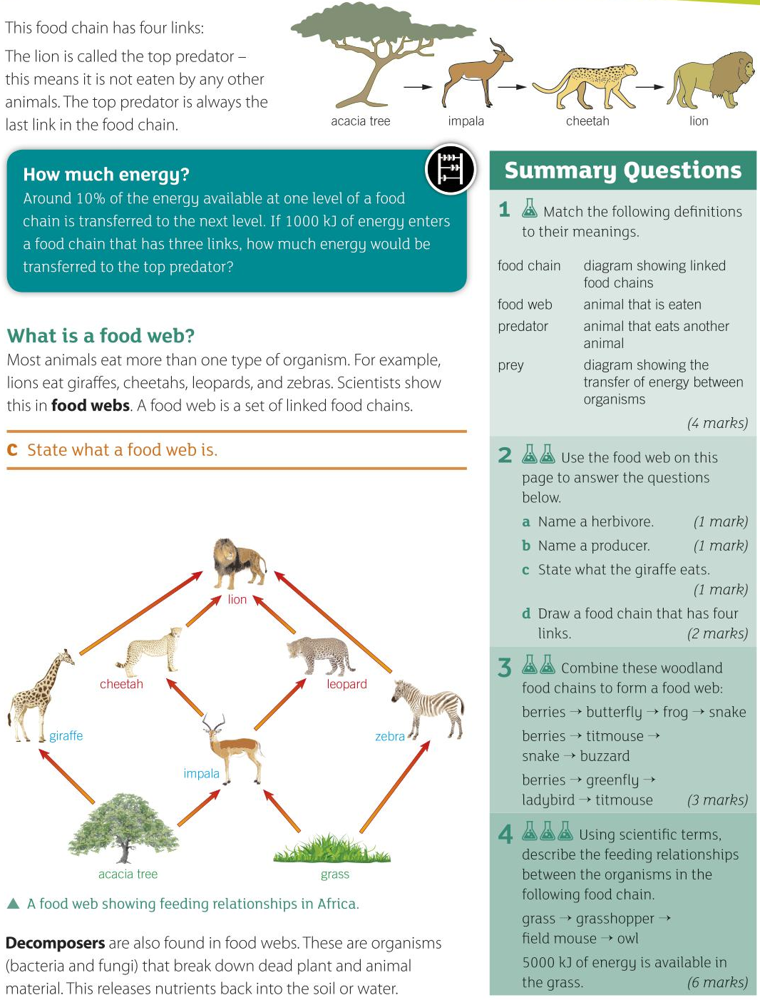 This food chain has four links:
The lion is called the top predator –
this means it is not eaten by any other
animals. The top predator is always the
last link in the food chain.
acacia tree
impala
cheetah
lion
How much energy?
Around 10% of the energy available at one level of a food
chain is transferred to the next level. If 1000 kJ of energy enters
a food chain that has three links, how much energy would be
transferred to the top predator?
What is a food web?
Most animals eat more than one type of organism. For example,
lions eat giraffes, cheetahs, leopards, and zebras. Scientists show
this in food webs. A food web is a set of linked food chains.
C State what a food web is.
lion
cheetah
leopard
giraffe
zebra
impala
acacia tree
grass
▲ A food web showing feeding relationships in Africa.
Decomposers are also found in food webs. These are organisms
(bacteria and fungi) that break down dead plant and animal
material. This releases nutrients back into the soil or water.
Summary Questions
1 Match the following definitions
to their meanings.
food chain diagram showing linked
food chains
food web animal that is eaten
predator animal that eats another
animal
prey diagram showing the
transfer of energy between
organisms
(4 marks)
2 Use the food web on this
page to answer the questions
below.
a Name a herbivore. (1 mark)
b Name a producer. (1 mark)
c State what the giraffe eats.
(1 mark)
d Draw a food chain that has four
links. (2 marks)
3 Combine these woodland
food chains to form a food web:
berries → butterfly → frog → snake
berries → titmouse →
snake → buzzard
berries → greenfly →
ladybird → titmouse (3 marks)
4 Using scientific terms,
describe the feeding relationships
between the organisms in the
following food chain.
grass → grasshopper →
field mouse → owl
5000 kJ of energy is available in
the grass. (6 marks)